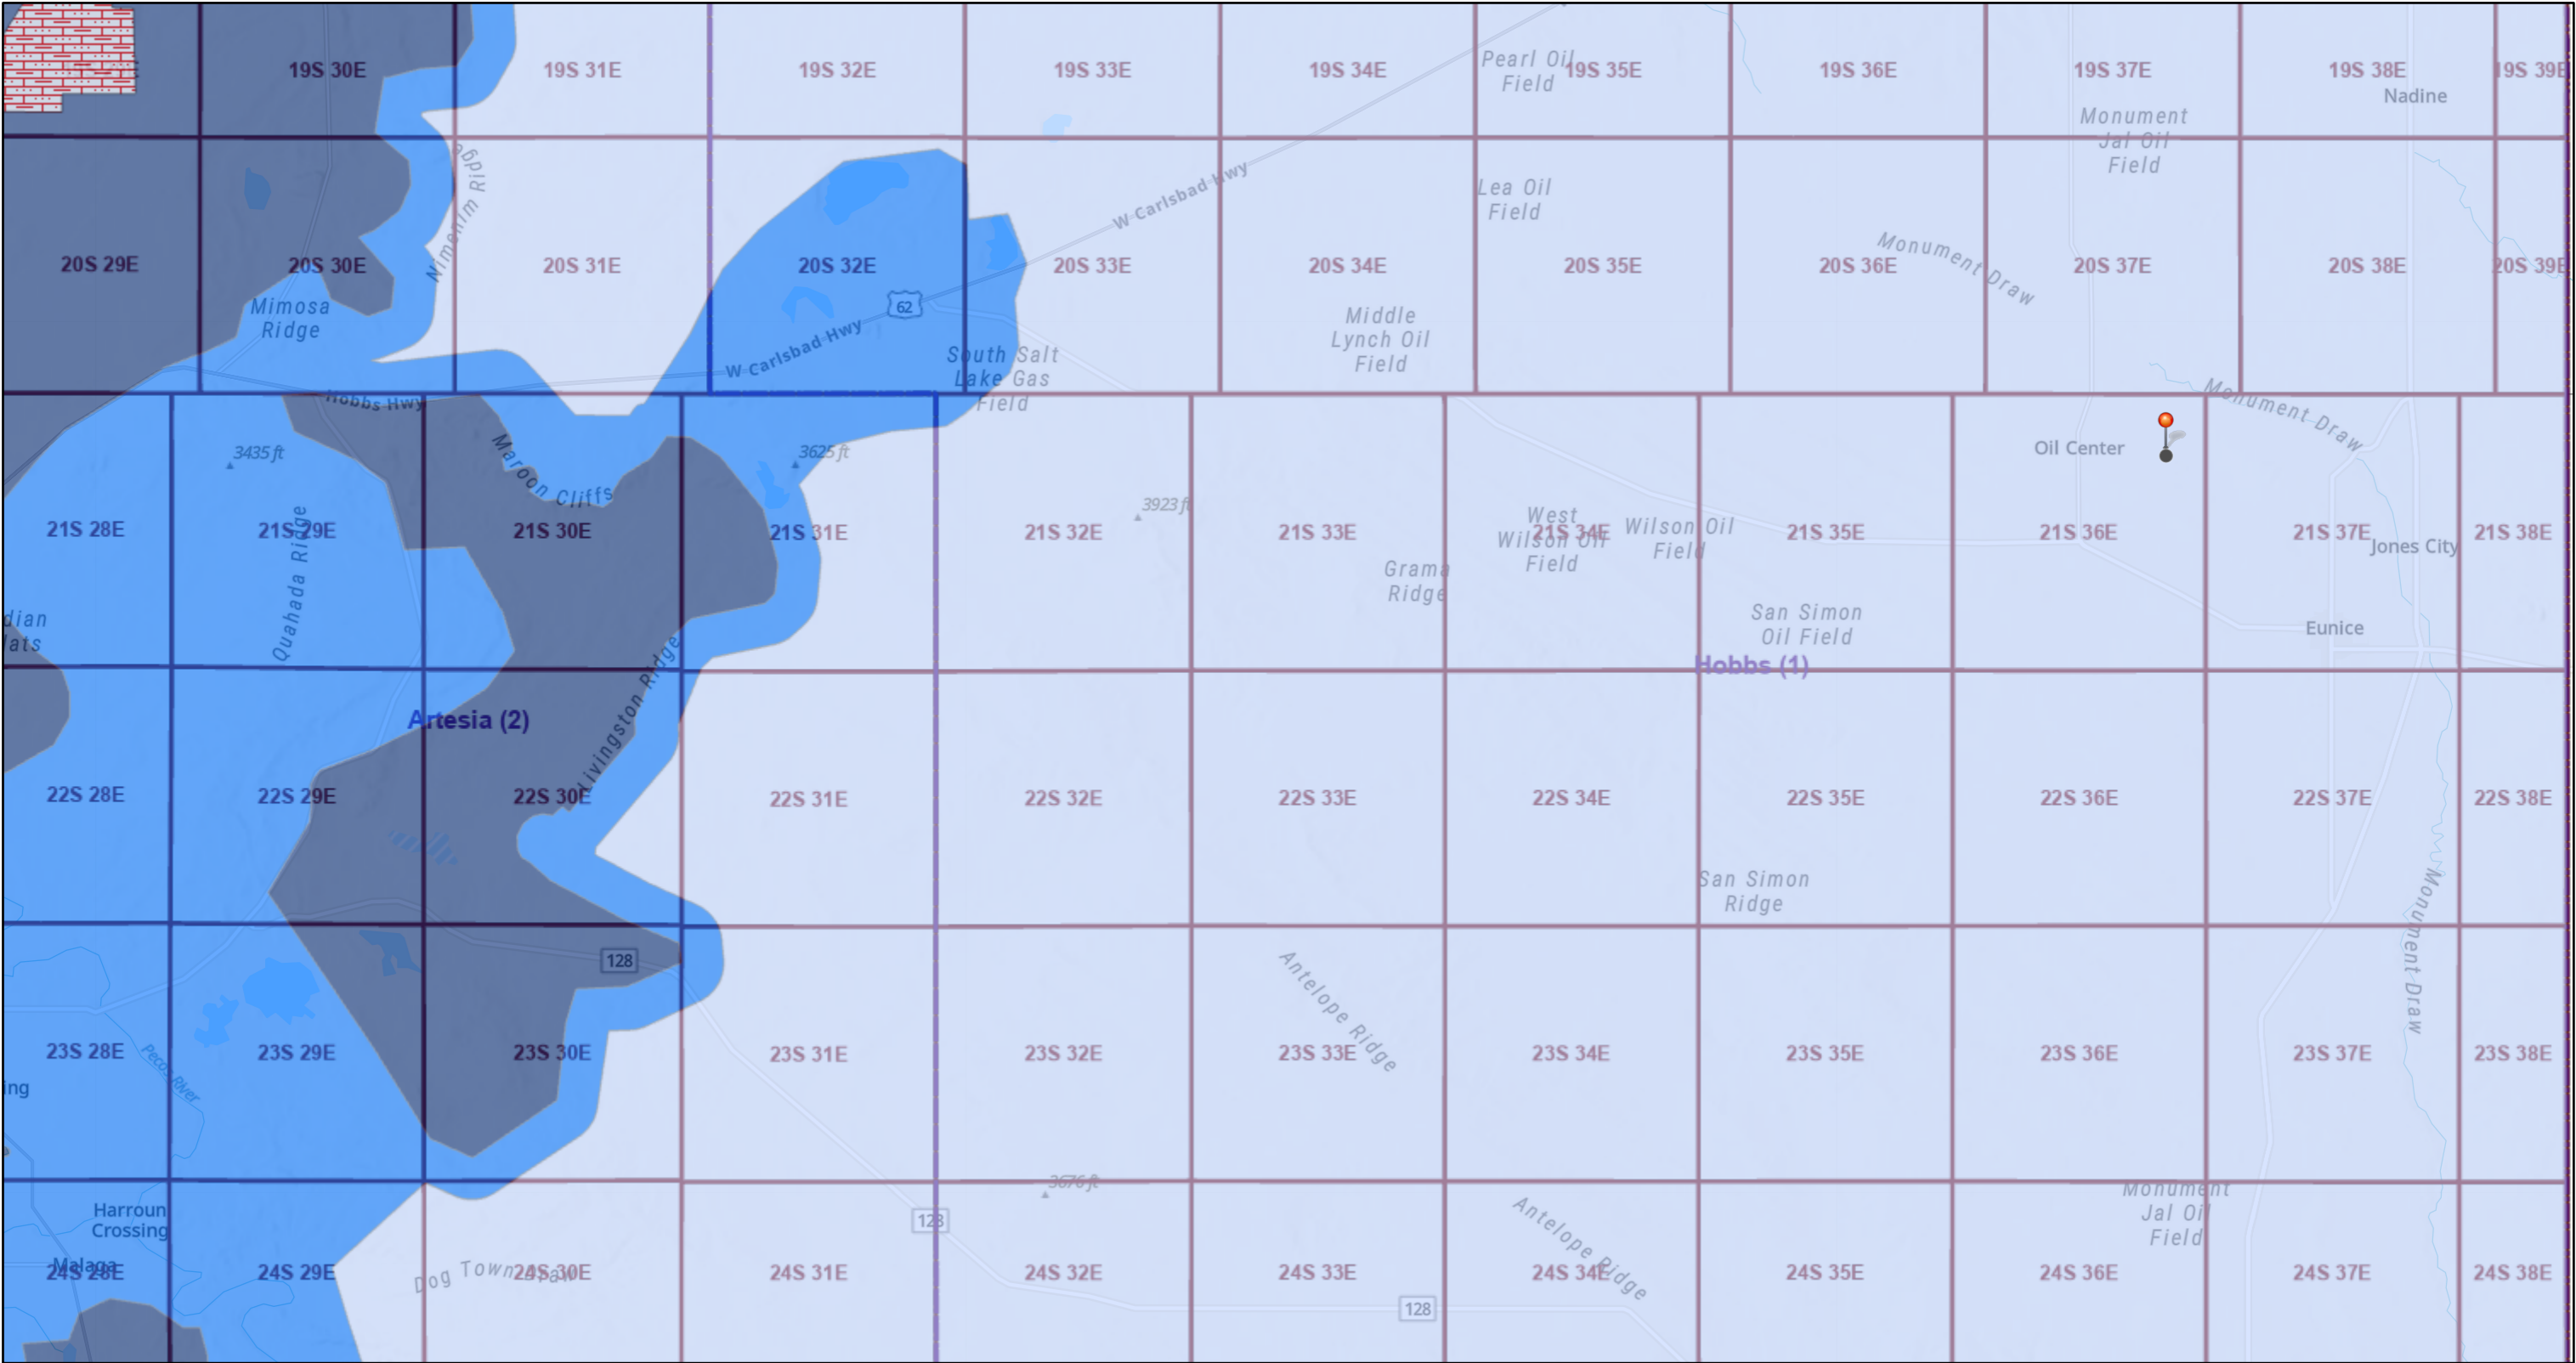 19S 30E
19S 31E
19S 32E
19S 33E
19S 34E
Pearl Oil
Field
19S 35E
19S 36E
19S 37E
19S 38E
19S 39E
Nadine
Monument
Jal Oil
Field
W Carlsbad Hwy
Lea Oil
Field
Nimenim Ridge
20S 29E
20S 30E
20S 31E
20S 32E
20S 33E
20S 34E
20S 35E
20S 36E
Monument Draw
20S 37E
20S 38E
20S 39E
Mimosa
Ridge
62
W Carlsbad Hwy
Middle
Lynch Oil
Field
South Salt
Lake Gas
Field
Hobbs Hwy
Monument Draw
3435 ft
Maroon Cliffs
3625 ft
Oil Center
3923 ft
21S 28E
21S 29E
Quahada Ridge
21S 30E
21S 31E
21S 32E
21S 33E
West
Wilson Oil
Field
21S 34E
Wilson Oil
Field
21S 35E
21S 36E
21S 37E
Jones City
21S 38E
Grama
Ridge
dian
lats
San Simon
Oil Field
Eunice
Hobbs (1)
Livingston Ridge
Artesia (2)
22S 28E
22S 29E
22S 30E
22S 31E
22S 32E
22S 33E
22S 34E
22S 35E
22S 36E
22S 37E
22S 38E
San Simon
Ridge
Monument Draw
128
Antelope Ridge
23S 28E
23S 29E
23S 30E
23S 31E
23S 32E
23S 33E
23S 34E
23S 35E
23S 36E
23S 37E
23S 38E
Pecos River
ing
3676 ft
Monument
Jal Oil
Field
Harroun
Crossing
128
Antelope Ridge
Malaga
24S 28E
24S 29E
Dog Town Draw
24S 30E
24S 31E
24S 32E
24S 33E
24S 34E
24S 35E
24S 36E
24S 37E
24S 38E
128